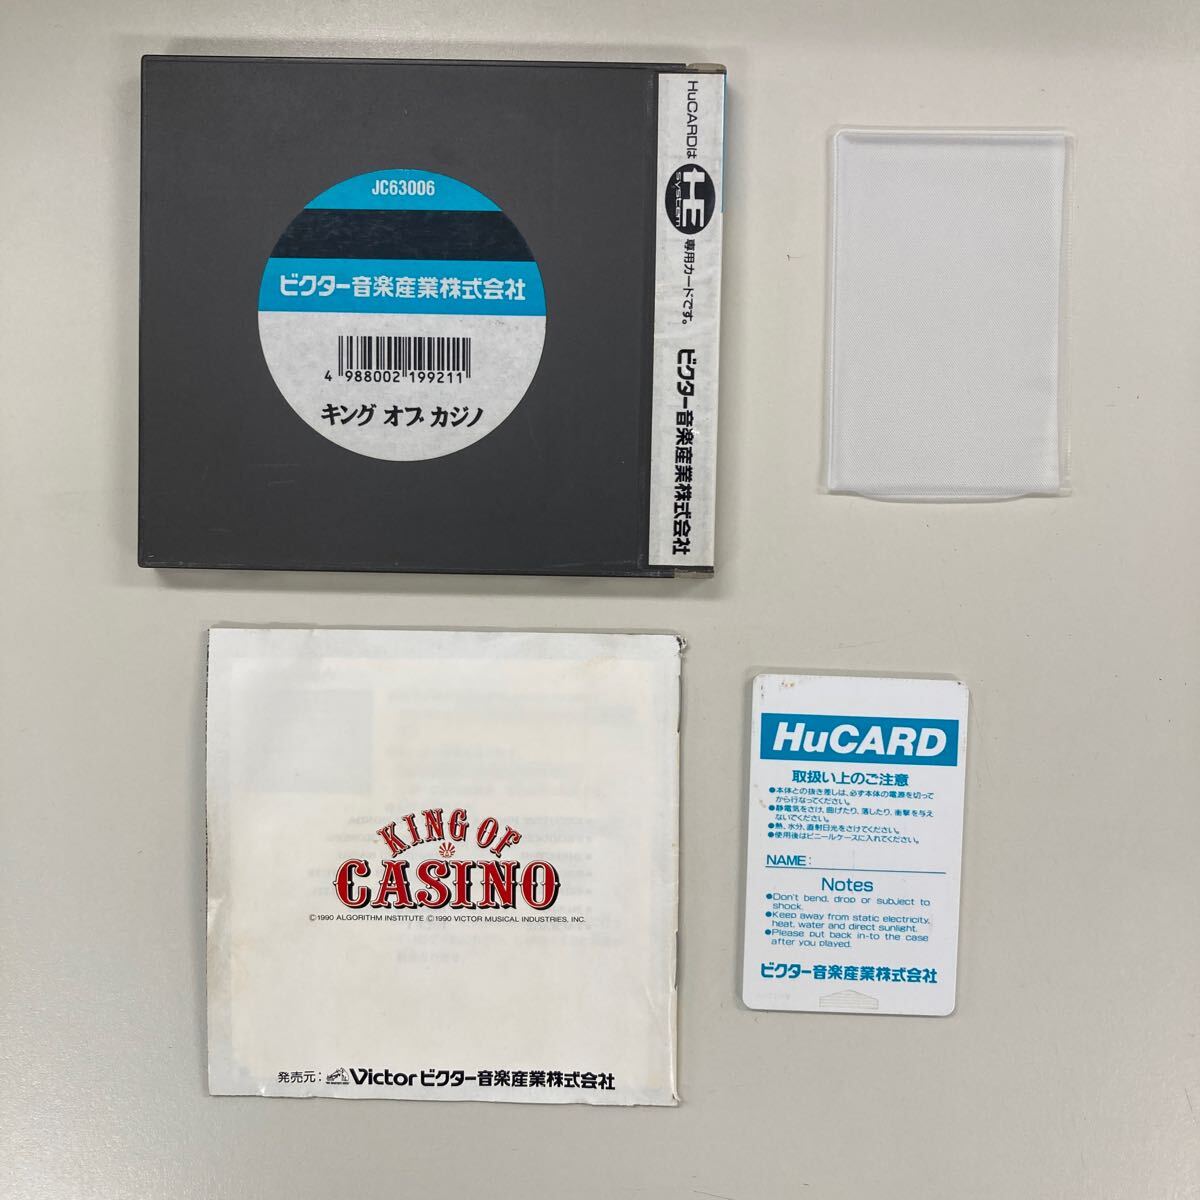 JC63006
ビクター音楽産業株式会社
4 988002 199211
キング オブ カジノ
HuCARDは HE system 専用カードです。 ビクター音楽産業株式会社
KING OF
CASINO
©1990 ALGORITHM INSTITUTE ©1990 VICTOR MUSICAL INDUSTRIES, INC.
発売元: Victor ビクター音楽産業株式会社
HuCARD
取扱い上のご注意
●本体との抜き差しは、必ず本体の電源を切って
から行なってください。
●静電気をさけ、曲げたり、落したり、衝撃を与え
ないでください。
●熱、水分、直射日光をさけてください。
●使用後はビニールケースに入れてください。
NAME:
Notes
●Don't bend, drop or subject to
shock.
●Keep away from static electricity,
heat, water and direct sunlight.
●Please put back in-to the case
after you played.
ビクター音楽産業株式会社